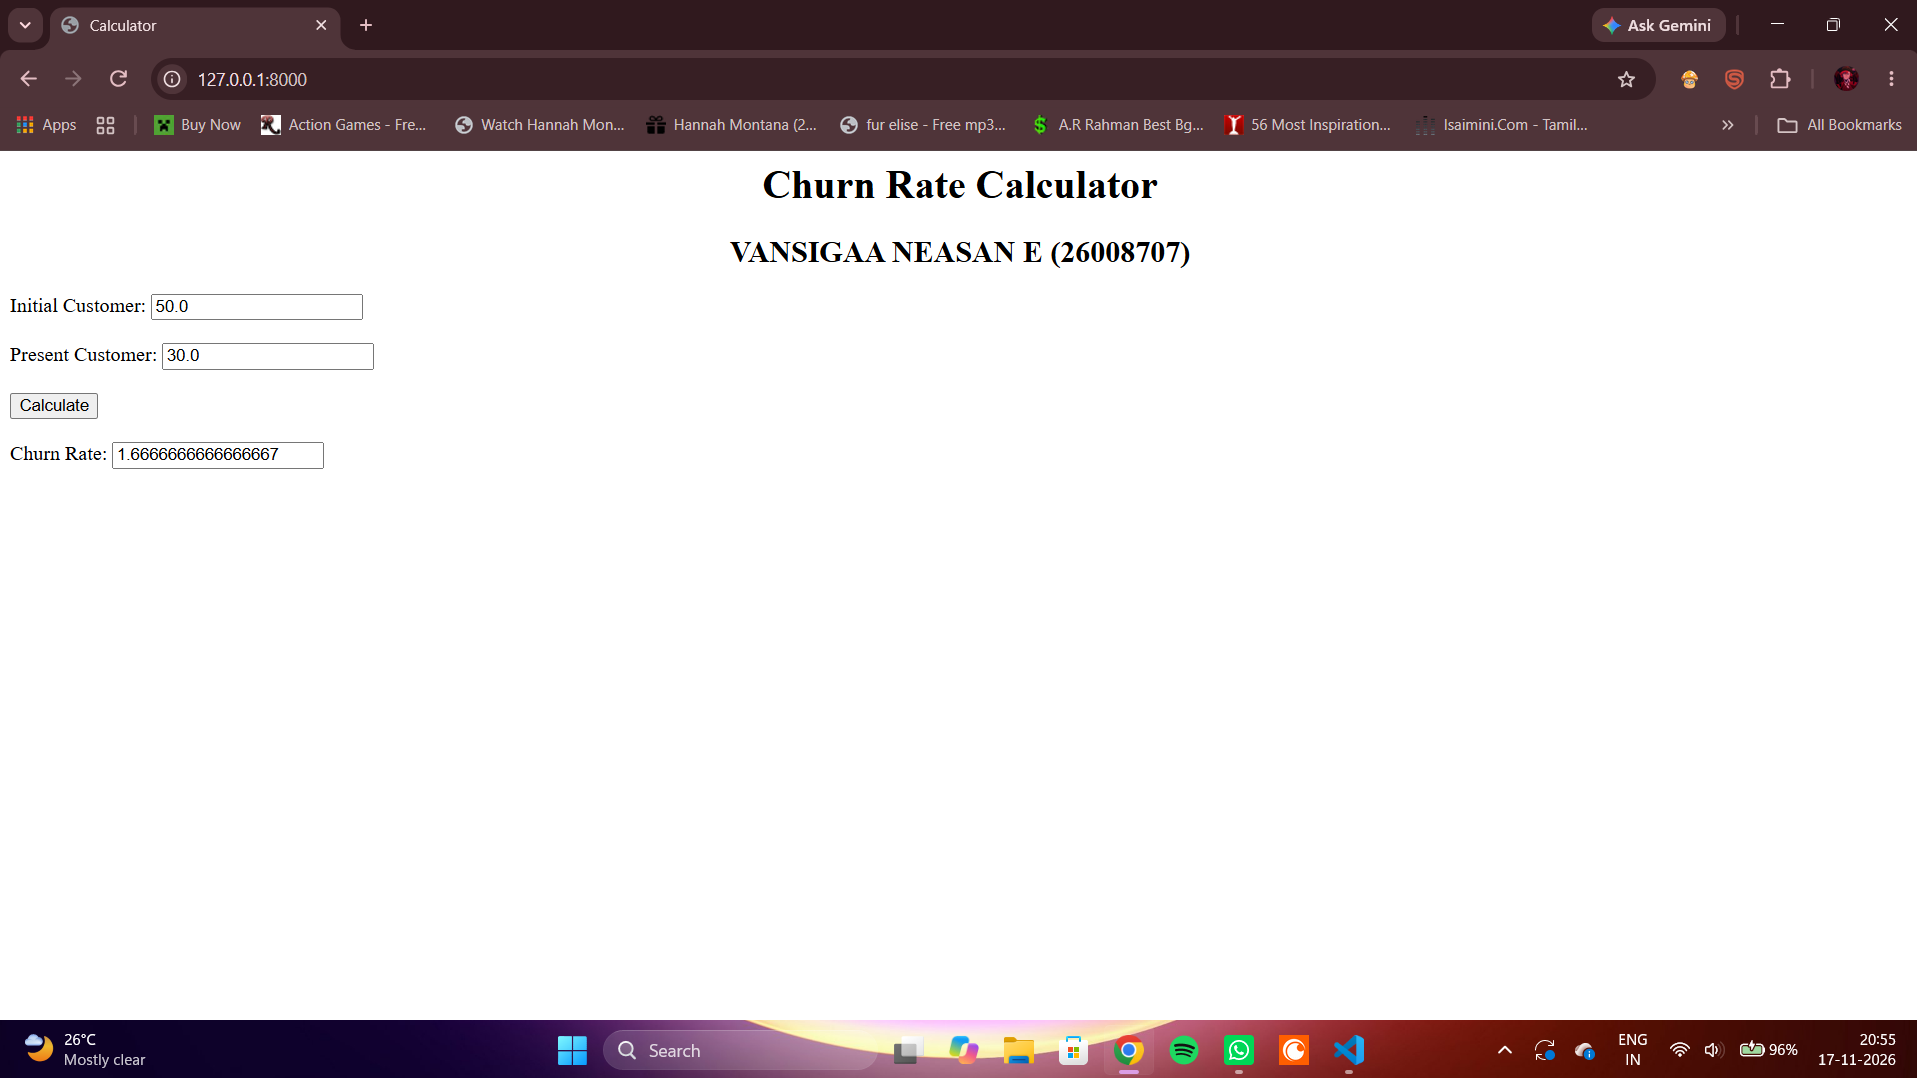 Calculator
Ask Gemini
127.0.0.1:8000
Apps
Buy Now
Action Games - Fre...
Watch Hannah Mon...
Hannah Montana (2...
fur elise - Free mp3...
A.R Rahman Best Bg...
56 Most Inspiration...
Isaimini.Com - Tamil...
All Bookmarks
Churn Rate Calculator
VANSIGAA NEASAN E (26008707)
Initial Customer: 50.0
Present Customer: 30.0
Calculate
Churn Rate: 1.6666666666666667
26°C
Mostly clear
Search
ENG
IN
96%
20:55
17-11-2026